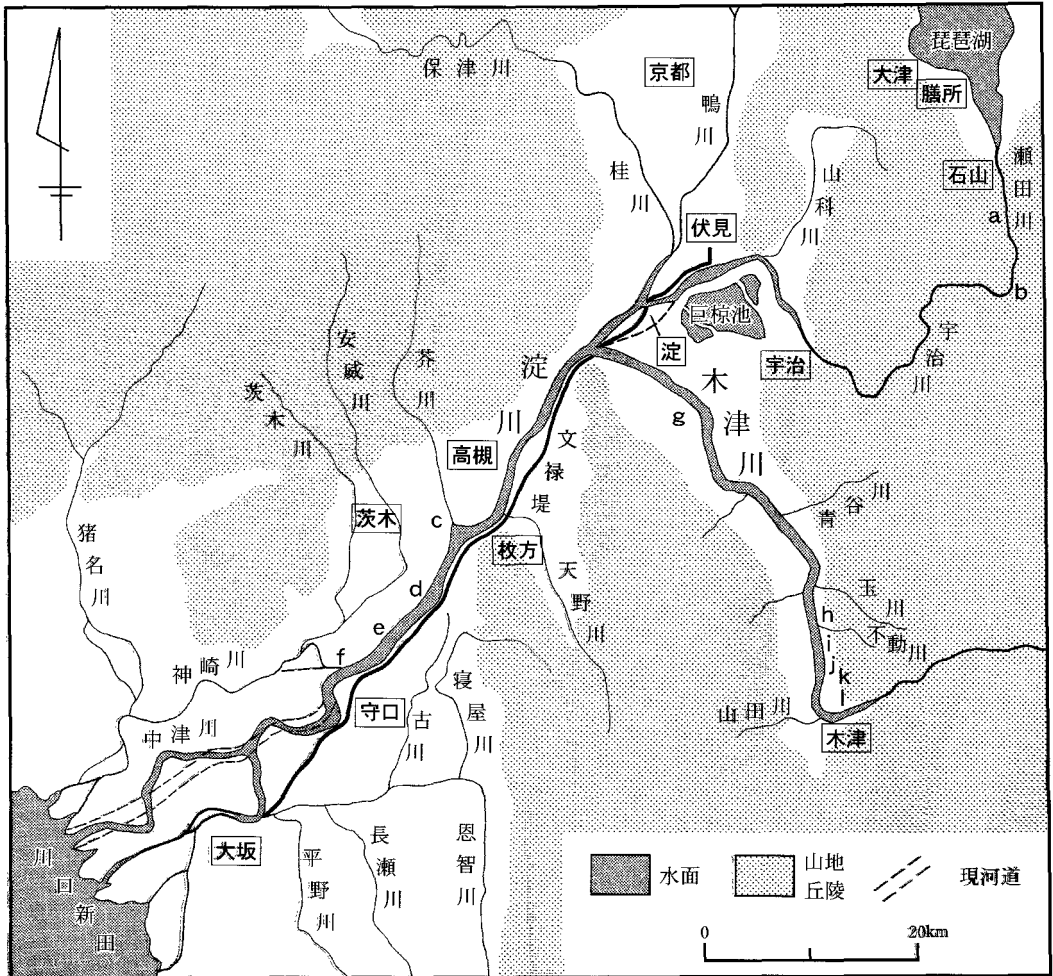 琵琶湖
大津
膳所
京都
保津川
鴨川
瀬田川
石山
a
b
山科川
桂川
伏見
巨椋池
淀
宇治
宇治川
安威川
芥川
茨木川
淀川
木津川
g
高槻
文禄堤
青谷川
c
茨木
枚方
天野川
猪名川
d
e
f
玉川
h
不動川
i
j
k
l
神崎川
守口
寝屋川
古川
山田川
木津
中津川
大坂
平野川
長瀬川
恩智川
川口新田
水面
山地
丘陵
現河道
0
20km